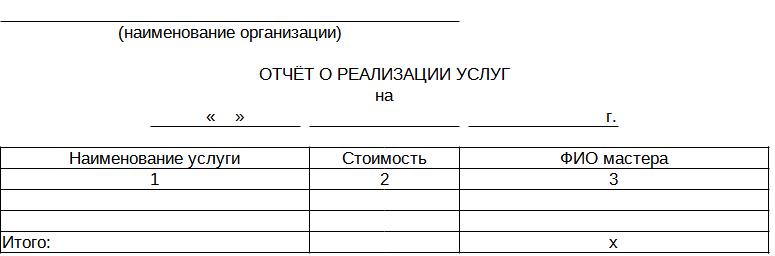 (наименование организации)
ОТЧЁТ О РЕАЛИЗАЦИИ УСЛУГ
на
« » г.
Наименование услуги Стоимость ФИО мастера
1 2 3
Итого: х